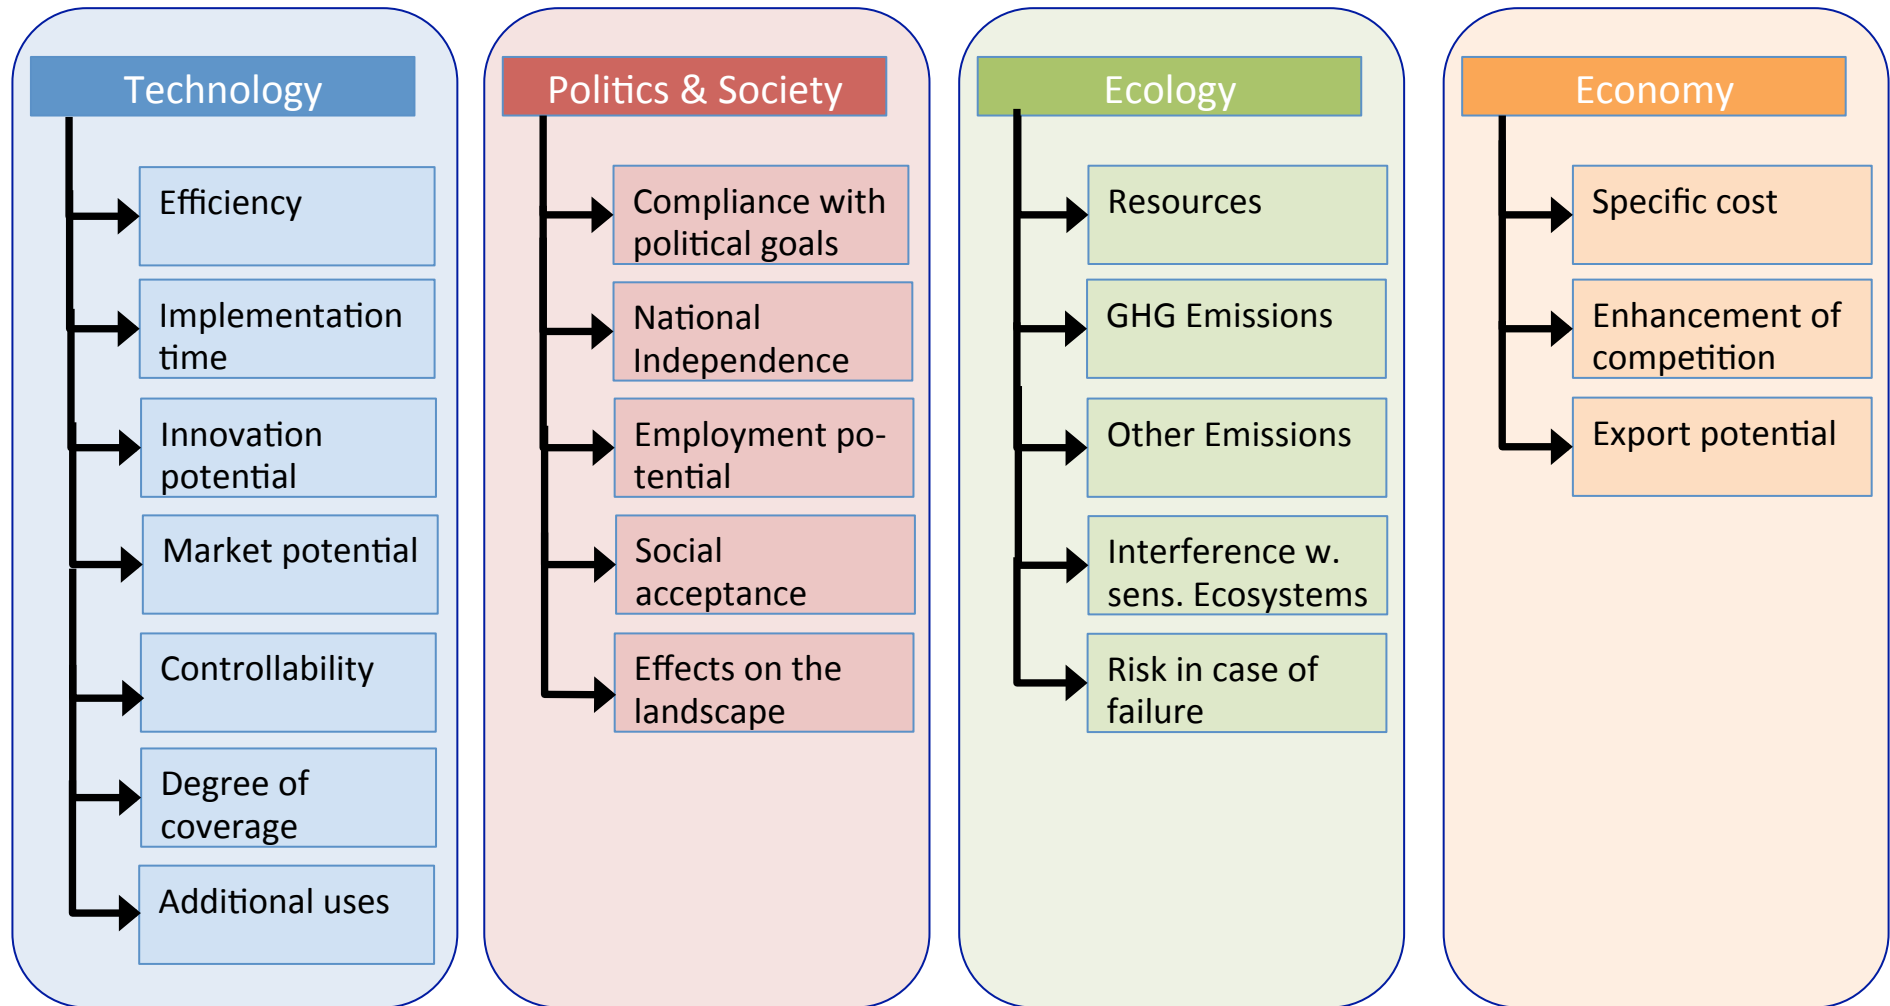 Technology
Efficiency
Implementation
time
Innovation
potential
Market potential
Controllability
Degree of
coverage
Additional uses
Politics & Society
Compliance with
political goals
National
Independence
Employment po-
tential
Social
acceptance
Effects on the
landscape
Ecology
Resources
GHG Emissions
Other Emissions
Interference w.
sens. Ecosystems
Risk in case of
failure
Economy
Specific cost
Enhancement of
competition
Export potential